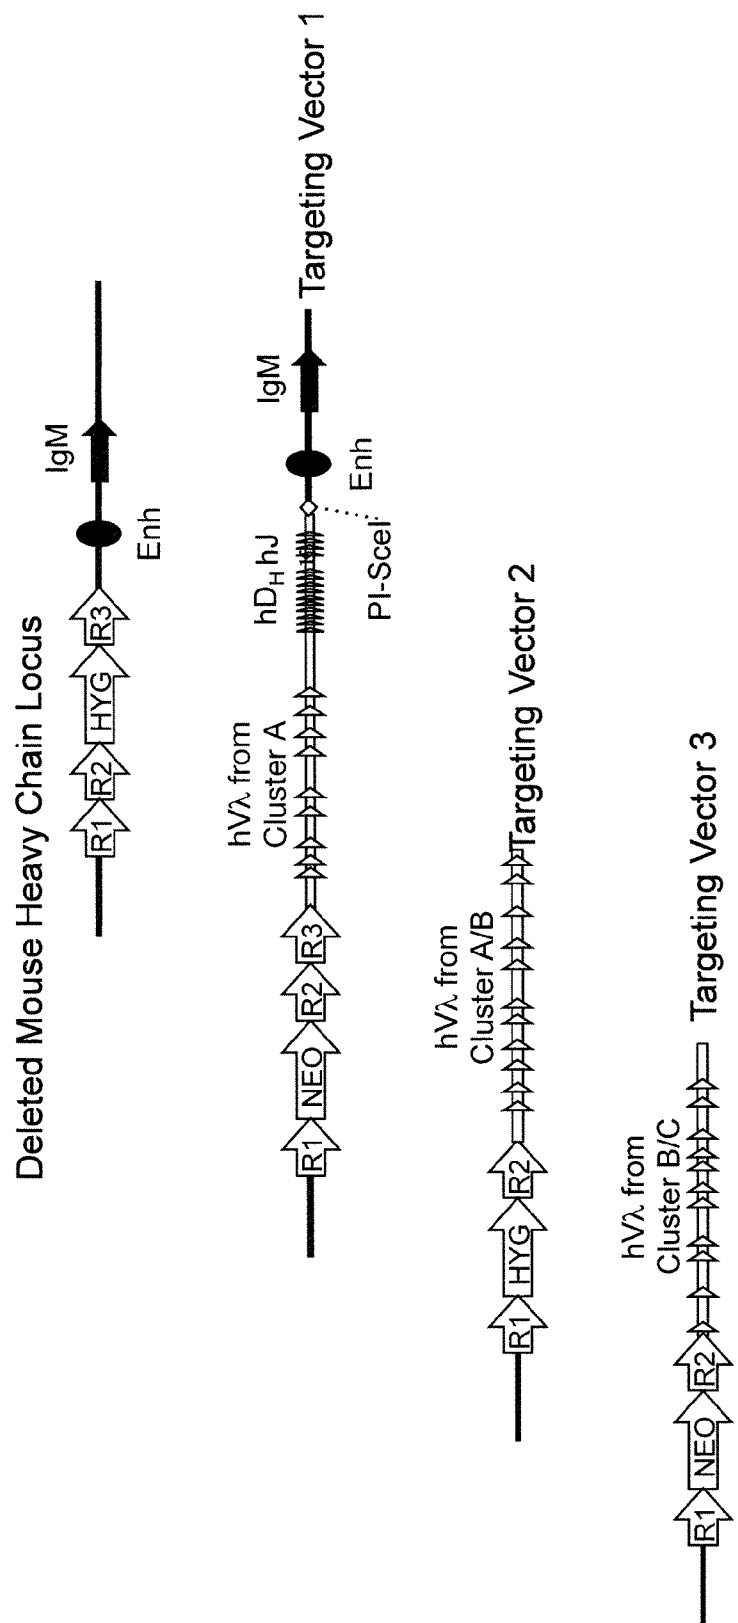 Deleted Mouse Heavy Chain Locus
R1
R2
HYG
R3
Enh
IgM
R1
NEO
R2
R3
hVλ from
Cluster A
hDH hJ
PI-SceI
Enh
IgM
Targeting Vector 1
R1
HYG
R2
hVλ from
Cluster A/B
Targeting Vector 2
R1
NEO
R2
hVλ from
Cluster B/C
Targeting Vector 3